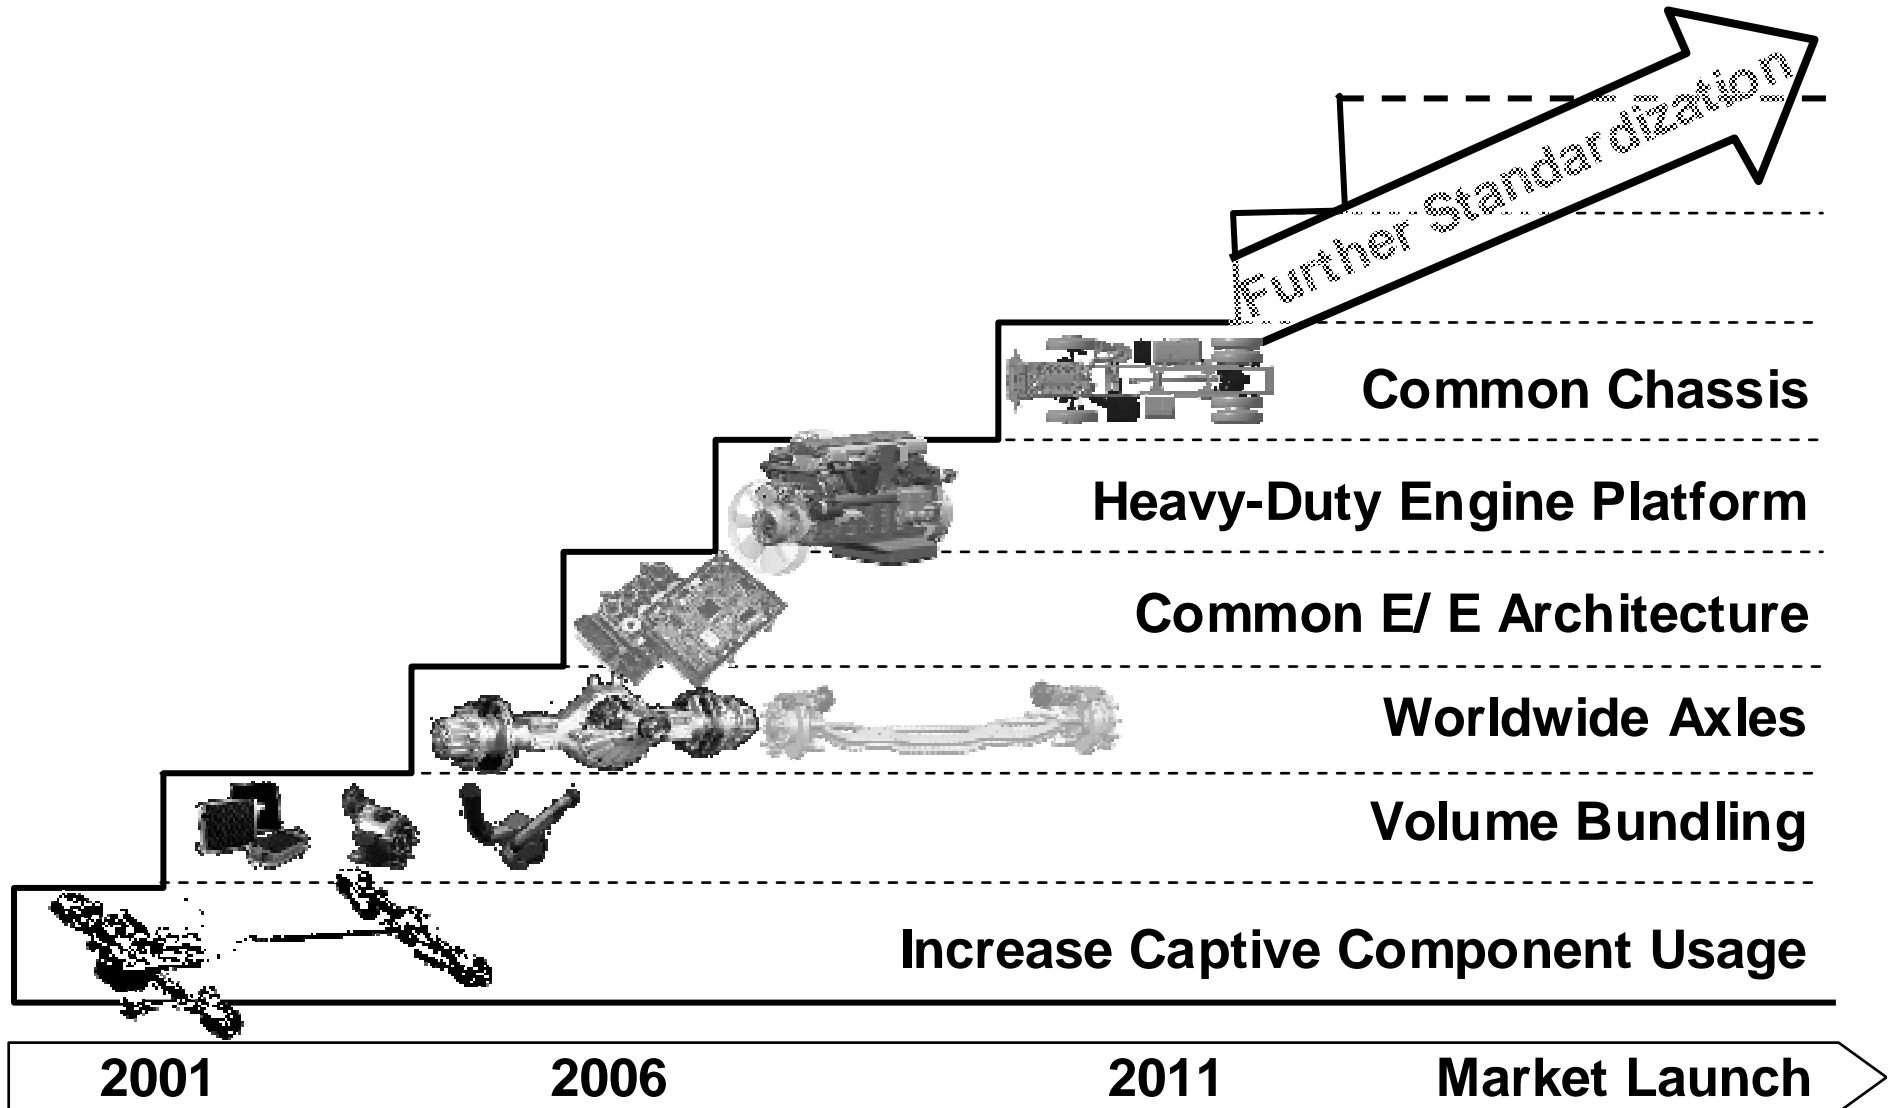 Further Standardization
Common Chassis
Heavy-Duty Engine Platform
Common E/ E Architecture
Worldwide Axles
Volume Bundling
Increase Captive Component Usage
2001 2006 2011 Market Launch